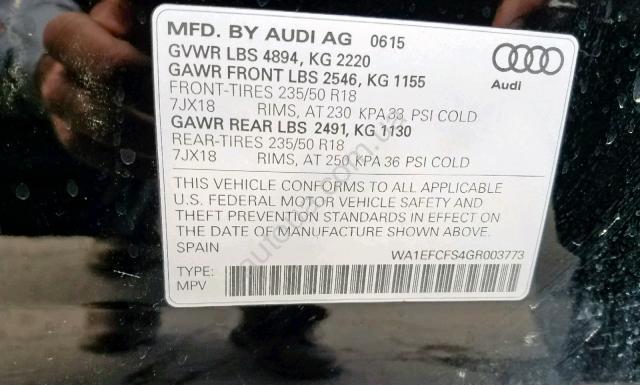 MFD. BY AUDI AG 0615
GVWR LBS 4894, KG 2220
GAWR FRONT LBS 2546, KG 1155
FRONT-TIRES 235/50 R18
7JX18 RIMS, AT 230 KPA 33 PSI COLD
GAWR REAR LBS 2491, KG 1130
REAR-TIRES 235/50 R18
7JX18 RIMS, AT 250 KPA 36 PSI COLD
Audi
THIS VEHICLE CONFORMS TO ALL APPLICABLE
U.S. FEDERAL MOTOR VEHICLE SAFETY AND
THEFT PREVENTION STANDARDS IN EFFECT ON
THE DATE OF MANUFACTURE SHOWN ABOVE.
SPAIN
WA1EFCFS4GR003773
TYPE:
MPV